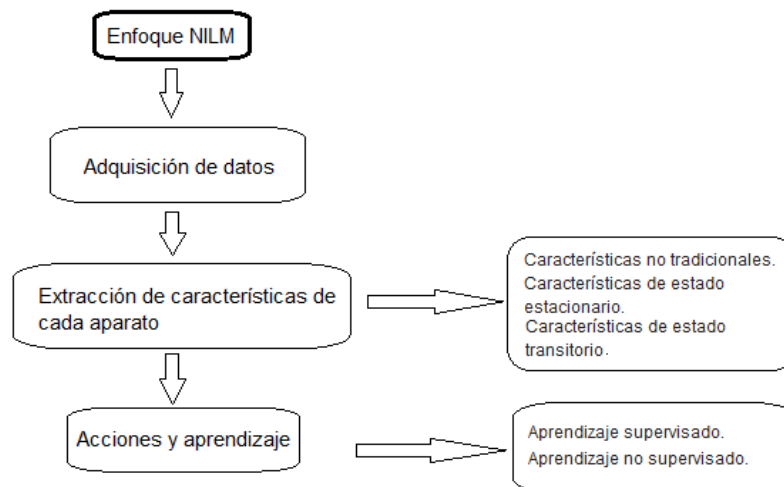 Enfoque NILM
Adquisición de datos
Extracción de características de
cada aparato
Características no tradicionales.
Características de estado
estacionario.
Características de estado
transitorio.
Acciones y aprendizaje
Aprendizaje supervisado.
Aprendizaje no supervisado.